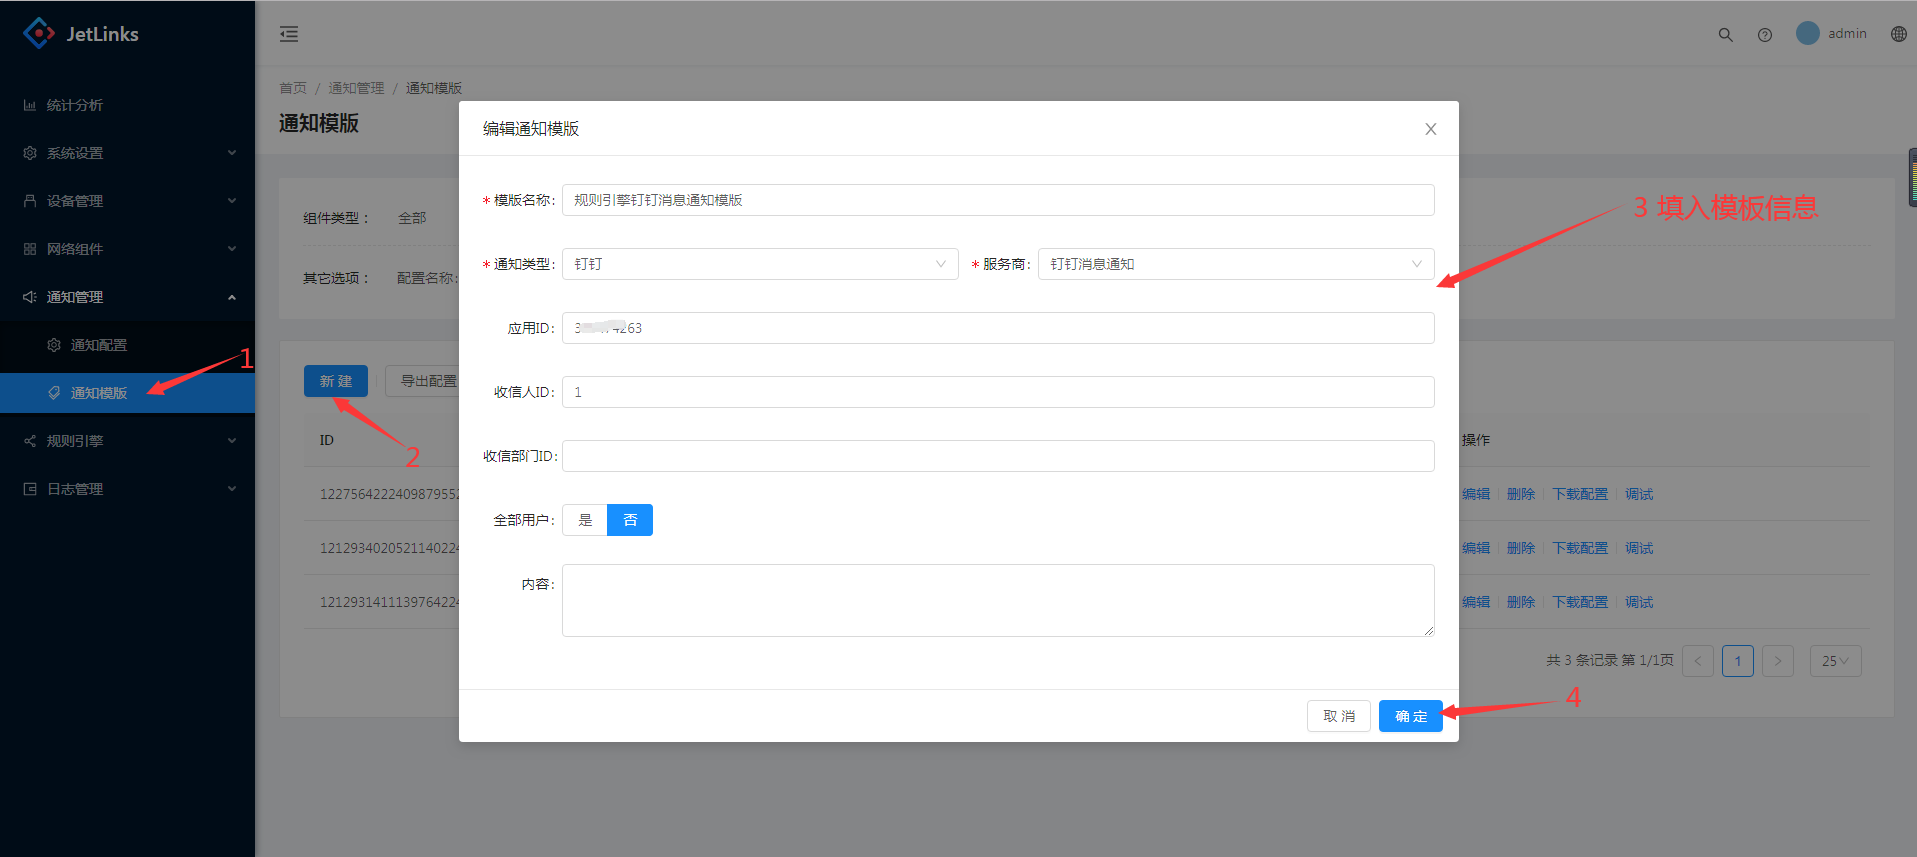 JetLinks
admin
统计分析
系统设置
设备管理
网络组件
通知管理
通知配置
通知模版
规则引擎
日志管理
首页 / 通知管理 / 通知模版
通知模版
组件类型： 全部
其它选项： 配置名称:
新 建
导出配置
ID
操作
1227564222409879552
编辑 删除 下载配置 调试
1212934020521140224
编辑 删除 下载配置 调试
1212931411139764224
编辑 删除 下载配置 调试
共 3 条记录 第 1/1页 < 1 > 25
编辑通知模版
* 模版名称: 规则引擎钉钉消息通知模版
* 通知类型: 钉钉 * 服务商: 钉钉消息通知
应用ID: 4263
收信人ID: 1
收信部门ID:
全部用户: 是 否
内容:
取 消 确 定
1
2
3 填入模板信息
4